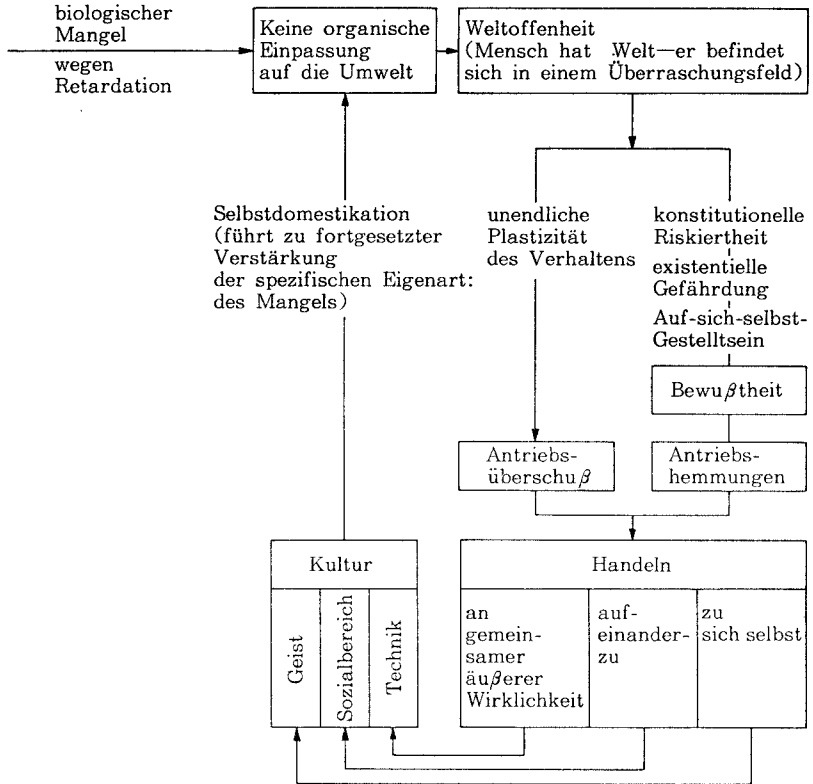 biologischer
Mangel
wegen
Retardation
Keine organische
Einpassung
auf die Umwelt
Weltoffenheit
(Mensch hat Welt—er befindet
sich in einem Überraschungsfeld)
Selbstdomestikation
(führt zu fortgesetzter
Verstärkung
der spezifischen Eigenart:
des Mangels)
unendliche
Plastizität
des Verhaltens
konstitutionelle
Riskiertheit
existentielle
Gefährdung
Auf-sich-selbst-
Gestelltsein
Bewußtheit
Antriebs-
überschuß
Antriebs-
hemmungen
Kultur
Geist
Sozialbereich
Technik
Handeln
an
gemein-
samer
äußerer
Wirklichkeit
auf-
einander-
zu
zu
sich selbst